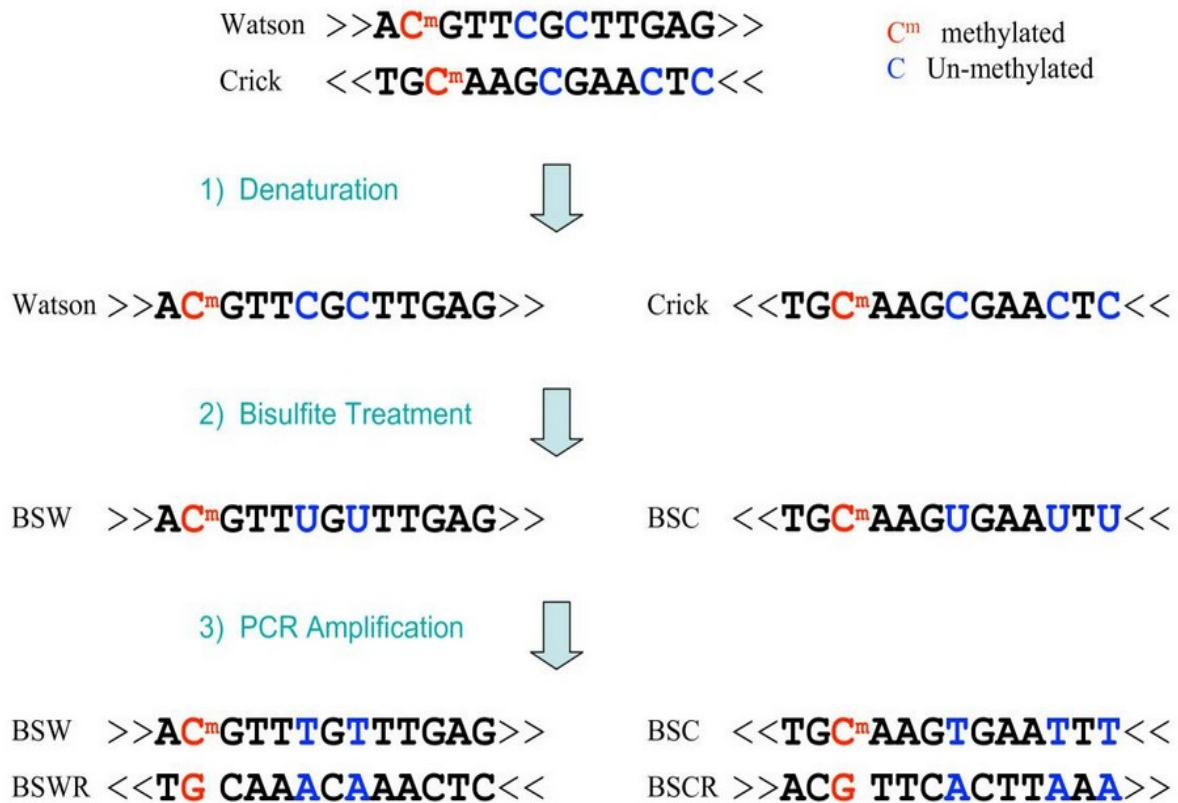 Watson >>ACᵐGTTCGCTTGAG>>
Crick <<TGCᵐAAGCGAACTC<<
Cᵐ methylated
C Un-methylated
1) Denaturation
Watson >>ACᵐGTTCGCTTGAG>>
Crick <<TGCᵐAAGCGAACTC<<
2) Bisulfite Treatment
BSW >>ACᵐGTTUGUTTGAG>>
BSC <<TGCᵐAAGUGAAUTU<<
3) PCR Amplification
BSW >>ACᵐGTTTGTTTGAG>>
BSWR <<TG CAAACAAACTC<<
BSC <<TGCᵐAAGTGAATTT<<
BSCR >>ACG TTCACTTAAA>>